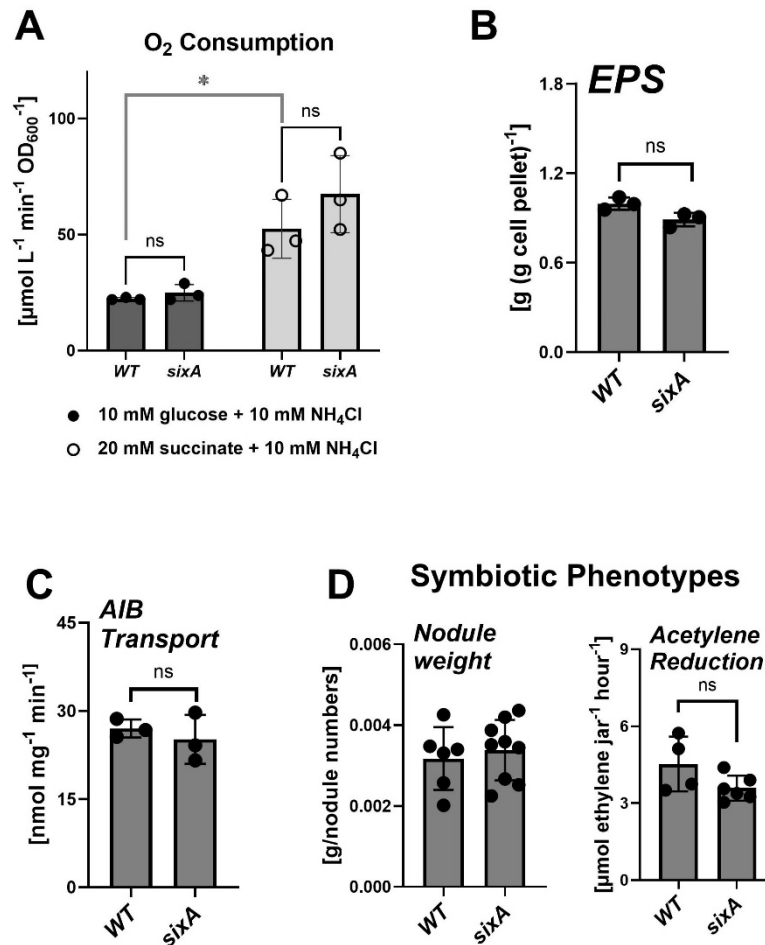 A
O₂ Consumption
[µmol L⁻¹ min⁻¹ OD₆₀₀⁻¹]
100
50
0
*
ns
ns
WT
sixA
WT
sixA
10 mM glucose + 10 mM NH₄Cl
20 mM succinate + 10 mM NH₄Cl
B
EPS
[g (g cell pellet)⁻¹]
1.8
1.2
0.6
0.0
ns
WT
sixA
C
AIB
Transport
[nmol mg⁻¹ min⁻¹]
45
30
15
0
ns
WT
sixA
D
Symbiotic Phenotypes
Nodule
weight
[g/nodule numbers]
0.006
0.004
0.002
0.000
WT
sixA
Acetylene
Reduction
[µmol ethylene jar⁻¹ hour⁻¹]
9
6
3
0
ns
WT
sixA